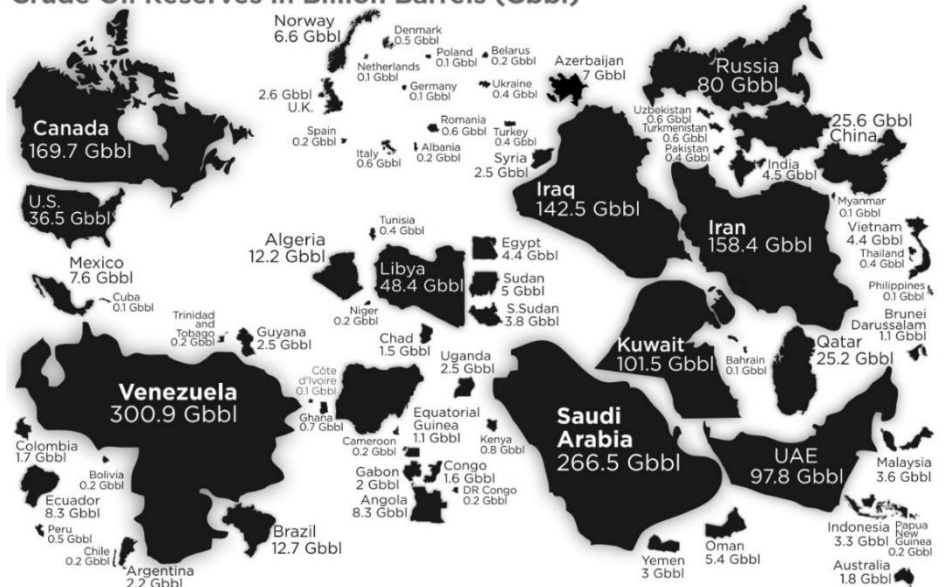 Crude Oil Reserves in Billion Barrels (Gbbl)
Norway
6.6 Gbbl
Denmark
0.5 Gbbl
Netherlands
0.1 Gbbl
Poland
0.1 Gbbl
Belarus
0.2 Gbbl
Germany
0.1 Gbbl
Ukraine
0.4 Gbbl
2.6 Gbbl
U.K.
Spain
0.2 Gbbl
Italy
0.6 Gbbl
Romania
0.6 Gbbl
Albania
0.2 Gbbl
Turkey
0.4 Gbbl
Syria
2.5 Gbbl
Azerbaijan
7 Gbbl
Russia
80 Gbbl
Uzbekistan
0.6 Gbbl
Turkmenistan
0.6 Gbbl
Pakistan
0.4 Gbbl
25.6 Gbbl
China
India
4.5 Gbbl
Canada
169.7 Gbbl
U.S.
36.5 Gbbl
Mexico
7.6 Gbbl
Cuba
0.1 Gbbl
Iraq
142.5 Gbbl
Iran
158.4 Gbbl
Myanmar
0.1 Gbbl
Vietnam
4.4 Gbbl
Thailand
0.4 Gbbl
Philippines
0.1 Gbbl
Brunei
Darussalam
1.1 Gbbl
Algeria
12.2 Gbbl
Tunisia
0.4 Gbbl
Libya
48.4 Gbbl
Egypt
4.4 Gbbl
Sudan
5 Gbbl
S.Sudan
3.8 Gbbl
Niger
0.2 Gbbl
Chad
1.5 Gbbl
Uganda
2.5 Gbbl
Kuwait
101.5 Gbbl
Bahrain
0.1 Gbbl
Qatar
25.2 Gbbl
Trinidad
and
Tobago
0.2 Gbbl
Guyana
2.5 Gbbl
Venezuela
300.9 Gbbl
Côte
d'Ivoire
0.1 Gbbl
Ghana
0.7 Gbbl
Cameroon
0.2 Gbbl
Equatorial
Guinea
1.1 Gbbl
Kenya
0.8 Gbbl
Gabon
2 Gbbl
Congo
1.6 Gbbl
DR Congo
0.2 Gbbl
Angola
8.3 Gbbl
Saudi
Arabia
266.5 Gbbl
UAE
97.8 Gbbl
Malaysia
3.6 Gbbl
Colombia
1.7 Gbbl
Bolivia
0.2 Gbbl
Ecuador
8.3 Gbbl
Peru
0.5 Gbbl
Chile
0.2 Gbbl
Argentina
2.2 Gbbl
Brazil
12.7 Gbbl
Yemen
3 Gbbl
Oman
5.4 Gbbl
Indonesia
3.3 Gbbl
Papua
New
Guinea
0.2 Gbbl
Australia
1.8 Gbbl